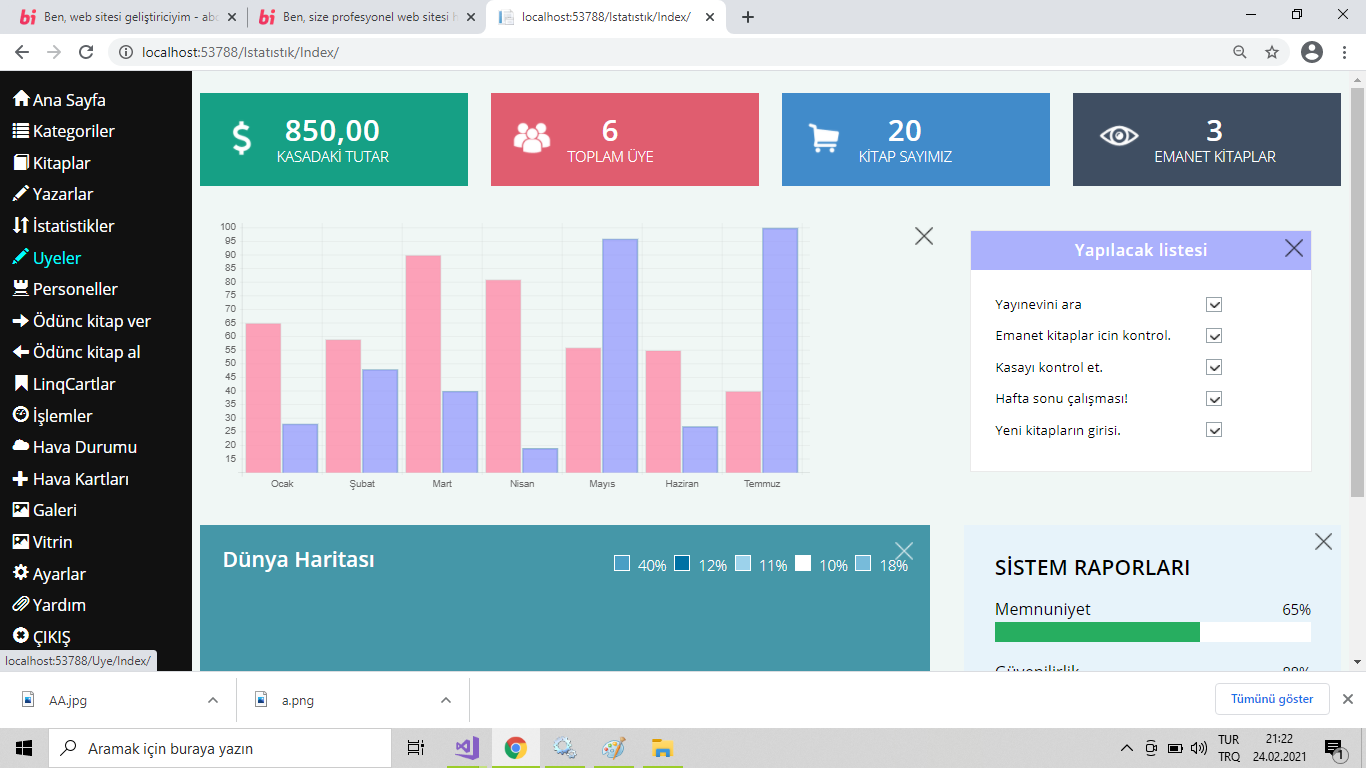 Ben, web sitesi geliştiriciyim - abc
Ben, size profesyonel web sitesi h
localhost:53788/Istatıstık/Index/
localhost:53788/Istatıstık/Index/
Ana Sayfa
Kategoriler
Kitaplar
Yazarlar
İstatistikler
Uyeler
Personeller
Ödünc kitap ver
Ödünc kitap al
LinqCartlar
İşlemler
Hava Durumu
Hava Kartları
Galeri
Vitrin
Ayarlar
Yardım
ÇIKIŞ
localhost:53788/Uye/Index/
850,00
KASADAKİ TUTAR
6
TOPLAM ÜYE
20
KİTAP SAYIMIZ
3
EMANET KİTAPLAR
100
95
90
85
80
75
70
65
60
55
50
45
40
35
30
25
20
15
Ocak Şubat Mart Nisan Mayıs Haziran Temmuz
Yapılacak listesi
Yayınevini ara
Emanet kitaplar icin kontrol.
Kasayı kontrol et.
Hafta sonu çalışması!
Yeni kitapların girisi.
Dünya Haritası
40% 12% 11% 10% 18%
SİSTEM RAPORLARI
Memnuniyet 65%
Güvenilirlik 88%
AA.jpg
a.png
Tümünü göster
Aramak için buraya yazın
TUR
TRQ
21:22
24.02.2021
1